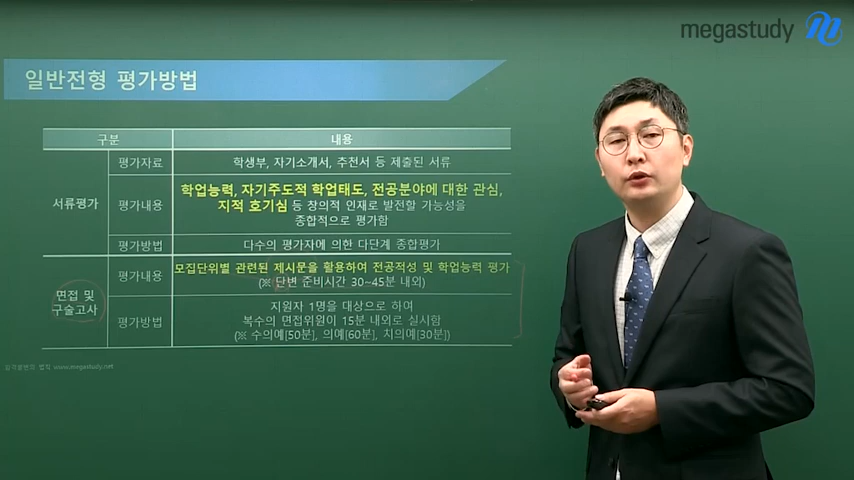 megastudy
일반전형 평가방법
구분 내용
서류평가 평가자료 학생부, 자기소개서, 추천서 등 제출된 서류
평가내용 학업능력, 자기주도적 학업태도, 전공분야에 대한 관심,
지적 호기심 등 창의적 인재로 발전할 가능성을
종합적으로 평가함
평가방법 다수의 평가자에 의한 다단계 종합평가
면접 및
구술고사
평가내용 모집단위별 관련된 제시문을 활용하여 전공적성 및 학업능력 평가
(※ 답변 준비시간 30~45분 내외)
평가방법 지원자 1명을 대상으로 하여
복수의 면접위원이 15분 내외로 실시함
(※ 수의예[50분], 의예[60분], 치의예[30분])
법칙 www.megastudy.net